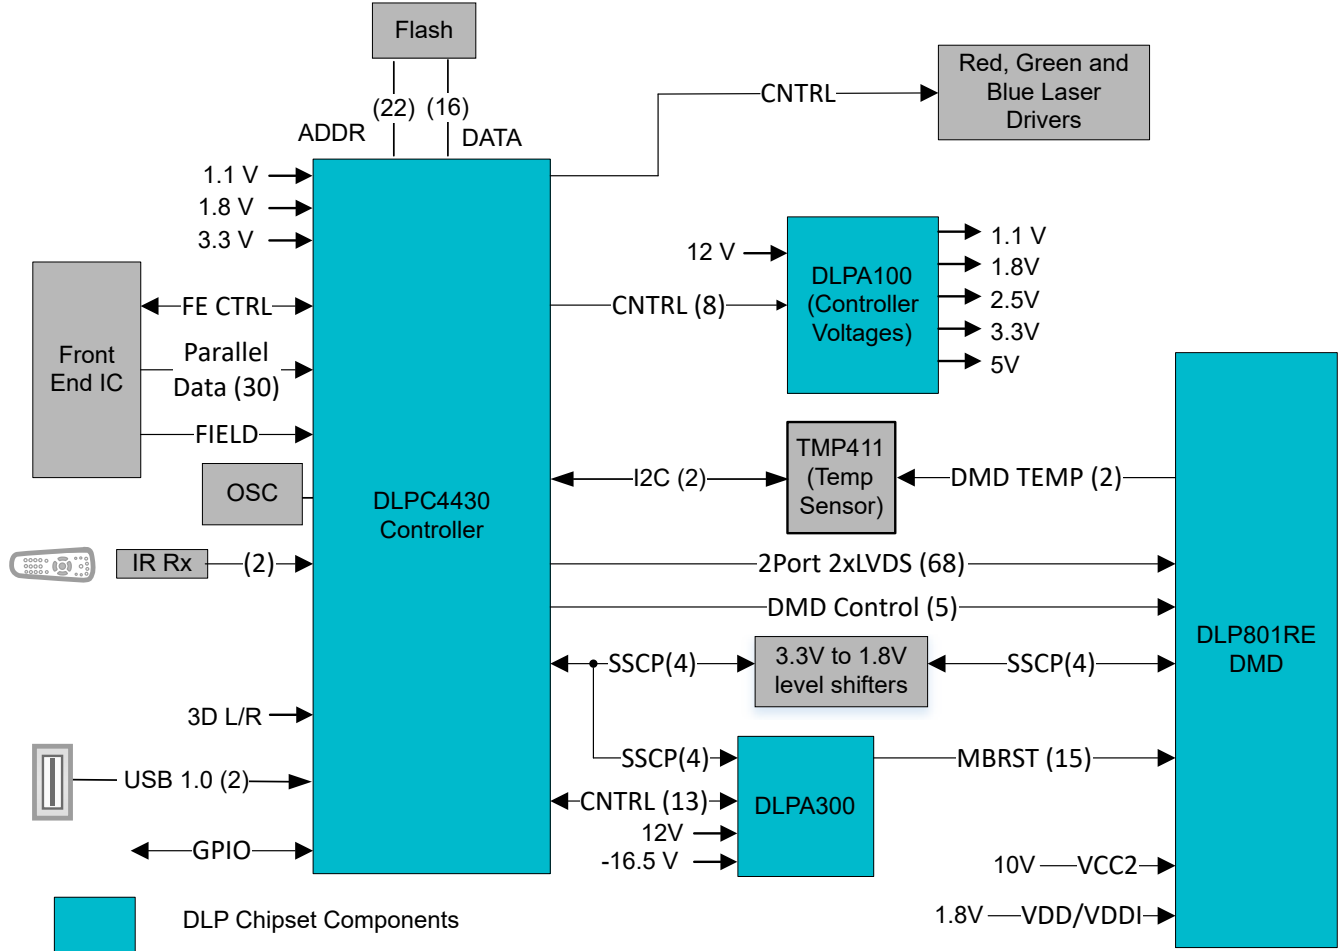 Flash
(22)
(16)
ADDR
DATA
CNTRL
Red, Green and
Blue Laser
Drivers
1.1 V
1.8 V
3.3 V
12 V
DLPA100
(Controller
Voltages)
1.1 V
1.8V
2.5V
3.3V
5V
CNTRL (8)
Front
End IC
FE CTRL
Parallel
Data (30)
FIELD
OSC
DLPC4430
Controller
I2C (2)
TMP411
(Temp
Sensor)
DMD TEMP (2)
IR Rx
(2)
2Port 2xLVDS (68)
DMD Control (5)
SSCP(4)
3.3V to 1.8V
level shifters
SSCP(4)
DLP801RE
DMD
3D L/R
USB 1.0 (2)
GPIO
SSCP(4)
CNTRL (13)
12V
-16.5 V
DLPA300
MBRST (15)
10V
VCC2
1.8V
VDD/VDDI
DLP Chipset Components